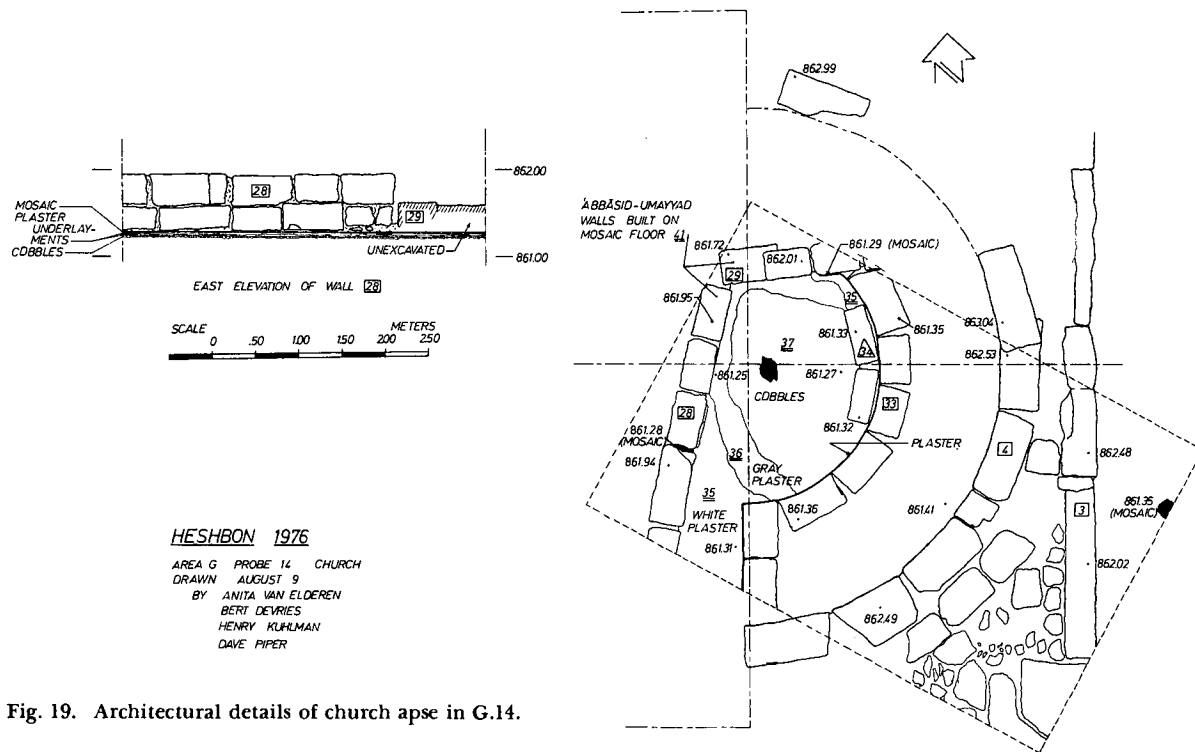 862.00
28
29
MOSAIC
PLASTER
UNDERLAY-
MENTS
COBBLES
UNEXCAVATED
861.00
EAST ELEVATION OF WALL 28
SCALE
METERS
0 .50 1.00 1.50 2.00 2.50
HESHBON 1976
AREA G PROBE 14 CHURCH
DRAWN AUGUST 9
BY ANITA VAN ELDEREN
BERT DEVRIES
HENRY KUHLMAN
DAVE PIPER
N
862.99
ABBĀSID-UMAYYAD
WALLS BUILT ON
MOSAIC FLOOR 41
861.72
862.01
861.29 (MOSAIC)
29
861.95
35
861.33
861.35
34
863.04
862.53
37
861.25
861.27
COBBLES
28
861.32
33
861.28
(MOSAIC)
861.94
PLASTER
36
GRAY
PLASTER
4
862.48
35
WHITE
PLASTER
861.36
861.41
3
861.35
(MOSAIC)
861.31
862.02
862.49
Fig. 19. Architectural details of church apse in G.14.